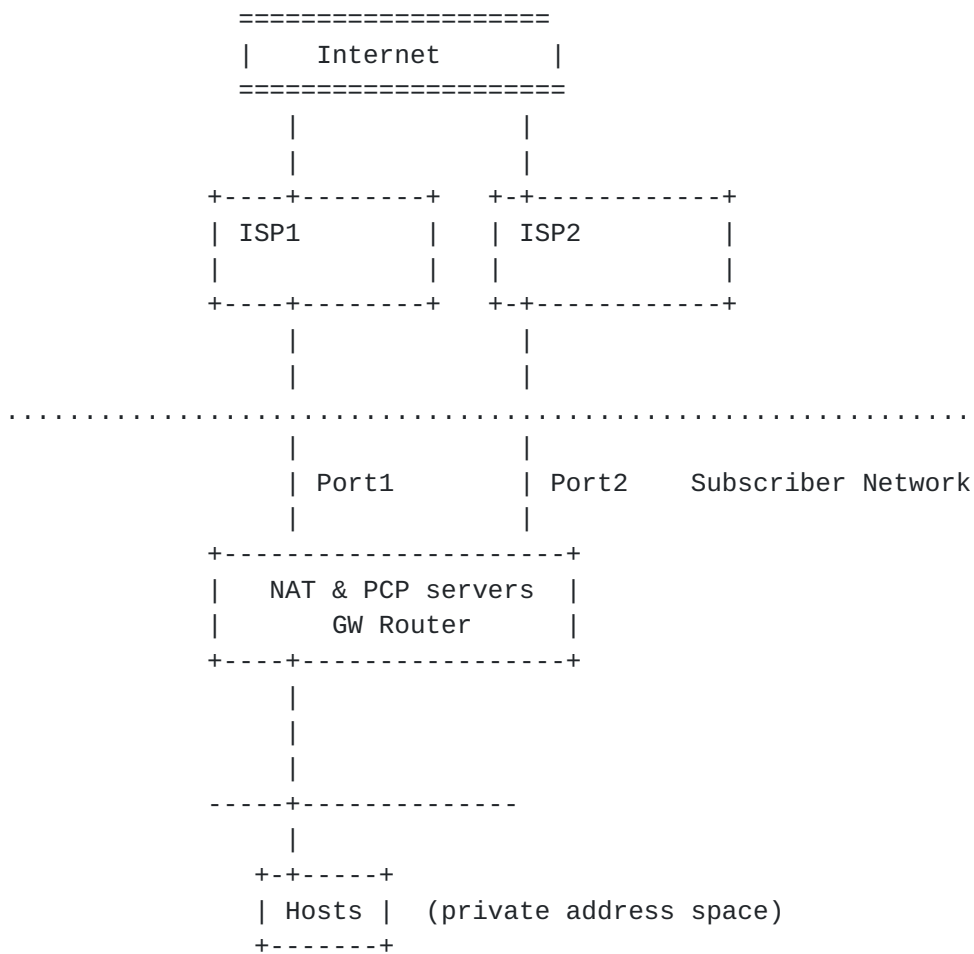 Internet
ISP1 ISP2
Port1 Port2 Subscriber Network
NAT & PCP servers
GW Router
Hosts (private address space)